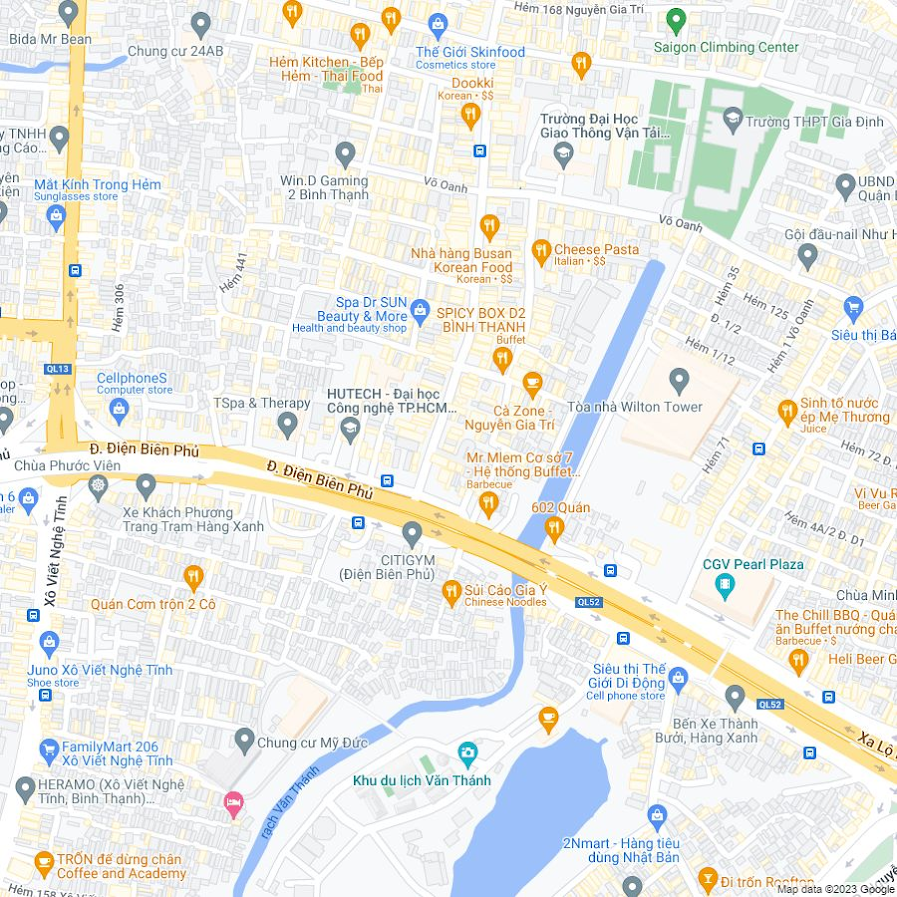 Hẻm 168 Nguyễn Gia Trí
Bida Mr Bean
Chung cư 24AB
Thế Giới Skinfood
Cosmetics store
Saigon Climbing Center
Hẻm Kitchen - Bếp
Hẻm - Thai Food
Thai
Dookki
Korean • $$
Trường Đại Học
Giao Thông Vận Tải...
Trường THPT Gia Định
y TNHH
ng Cáo...
Win.D Gaming
2 Bình Thạnh
Võ Oanh
Mắt Kính Trong Hẻm
Sunglasses store
UBND
Quận
Võ Oanh
Gội đầu-nail Như H
Nhà hàng Busan
Korean Food
Korean • $$
Cheese Pasta
Italian • $$
Hẻm 441
Hẻm 306
Hẻm 35
Hẻm 125
Hẻm 1 Võ Oanh
Đ. 1/2
Hẻm 1/12
Spa Dr SUN
Beauty & More
Health and beauty shop
SPICY BOX D2
BÌNH THẠNH
Buffet
Siêu thị Bá
QL13
CellphoneS
Computer store
TSpa & Therapy
HUTECH - Đại học
Công nghệ TP.HCM...
Cà Zone -
Nguyễn Gia Trí
Tòa nhà Wilton Tower
Sinh tố nước
ép Mẹ Thương
Juice
Đ. Điện Biên Phủ
Đ. Điện Biên Phủ
Chùa Phước Viên
Mr.Mlem Cơ sở 7
- Hệ thống Buffet...
Barbecue
Hẻm 71
Hẻm 72 Đ.
Vi Vu R
Beer Ga
Xe Khách Phương
Trang Trạm Hàng Xanh
602 Quán
Hẻm 4A/2 Đ. D1
Xô Viết Nghệ Tĩnh
CITIGYM
(Điện Biên Phủ)
CGV Pearl Plaza
Quán Cơm trộn 2 Cô
Sủi Cảo Gia Ý
Chinese Noodles
QL52
Chùa Minh
The Chill BBQ - Quá
ăn Buffet nướng chả
Barbecue • $
Heli Beer G
Juno Xô Viết Nghệ Tĩnh
Shoe store
Siêu thị Thế
Giới Di Động
Cell phone store
QL52
Bến Xe Thành
Bưởi, Hàng Xanh
Xa Lộ
FamilyMart 206
Xô Viết Nghệ Tĩnh
Chung cư Mỹ Đức
Khu du lịch Văn Thánh
rạch Văn Thánh
HERAMO (Xô Viết Nghệ
Tĩnh, Bình Thạnh)...
2Nmart - Hàng tiêu
dùng Nhật Bản
TRỐN để dừng chân
Coffee and Academy
Hẻm 158 Xô Vi
Đi trốn Rooftop
Map data ©2023 Google